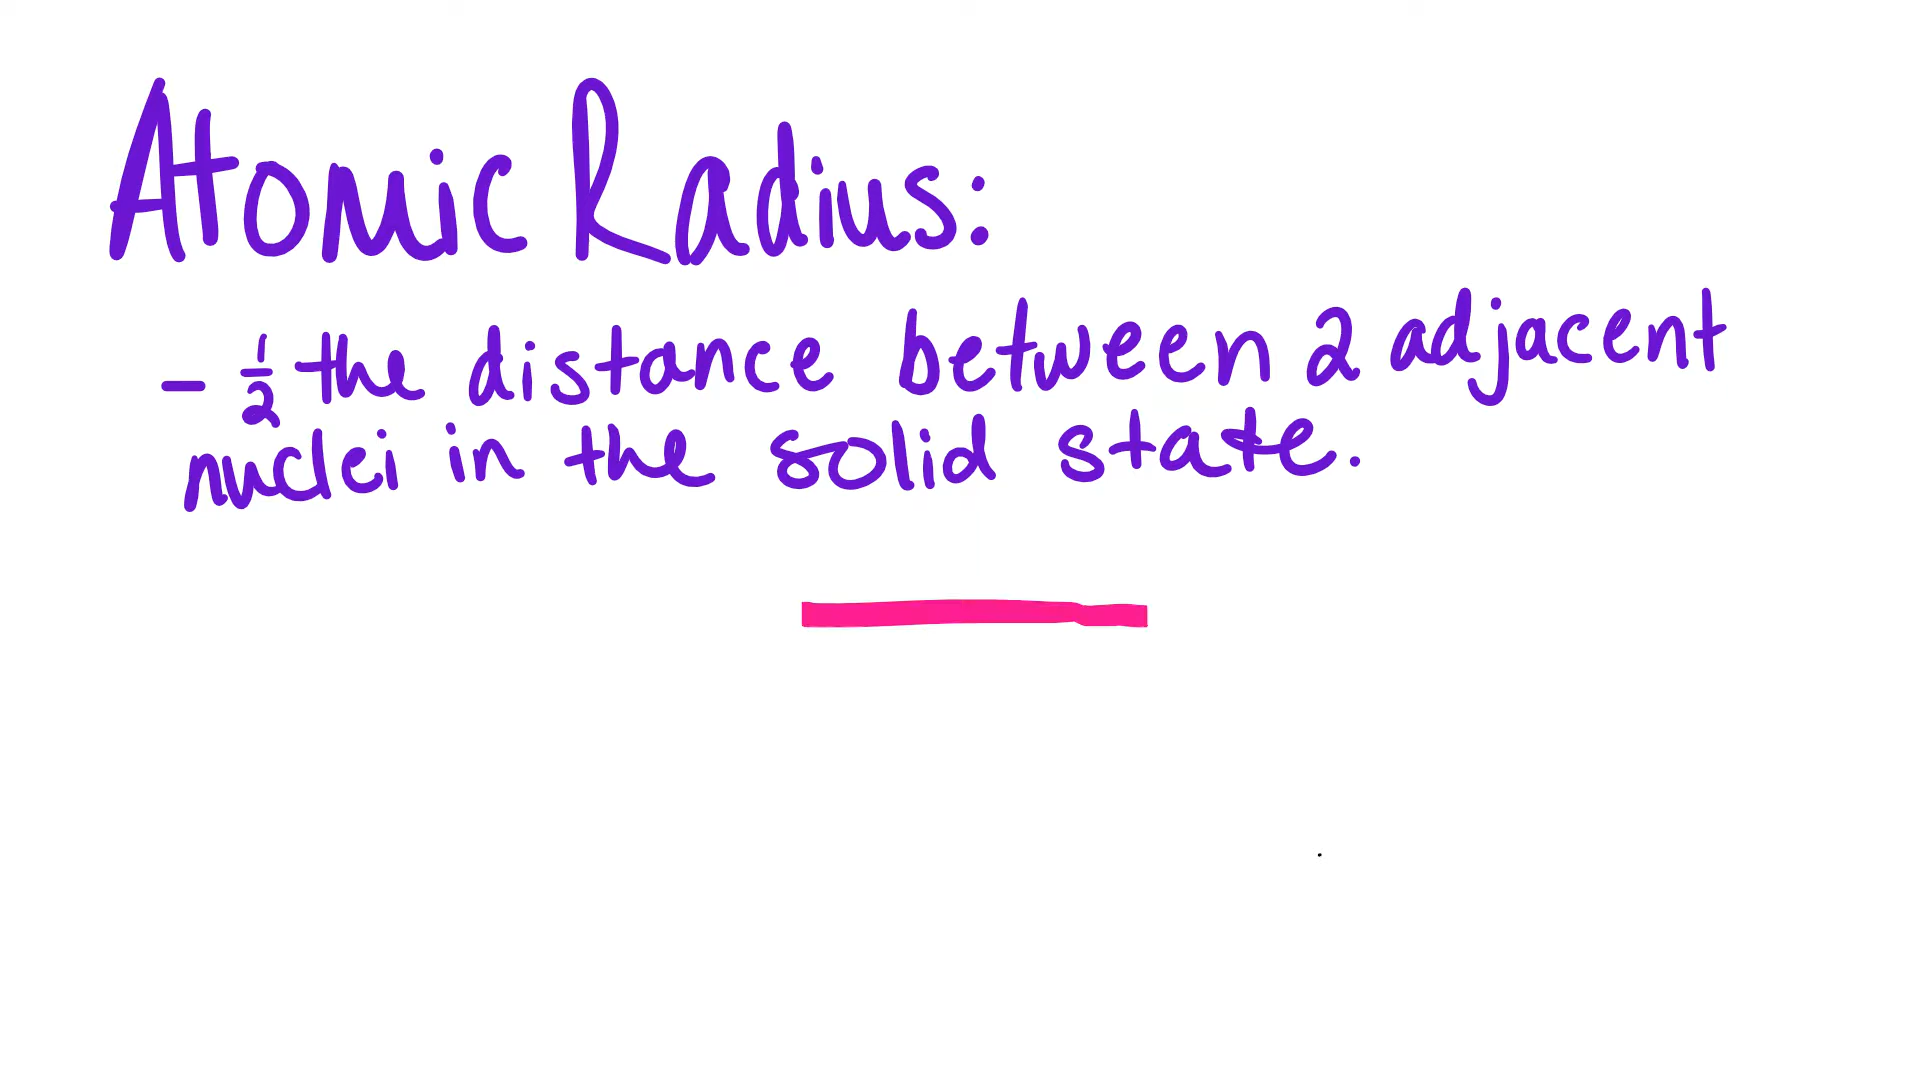 Atomic Radius:
- ½ the distance between 2 adjacent
nuclei in the solid state.